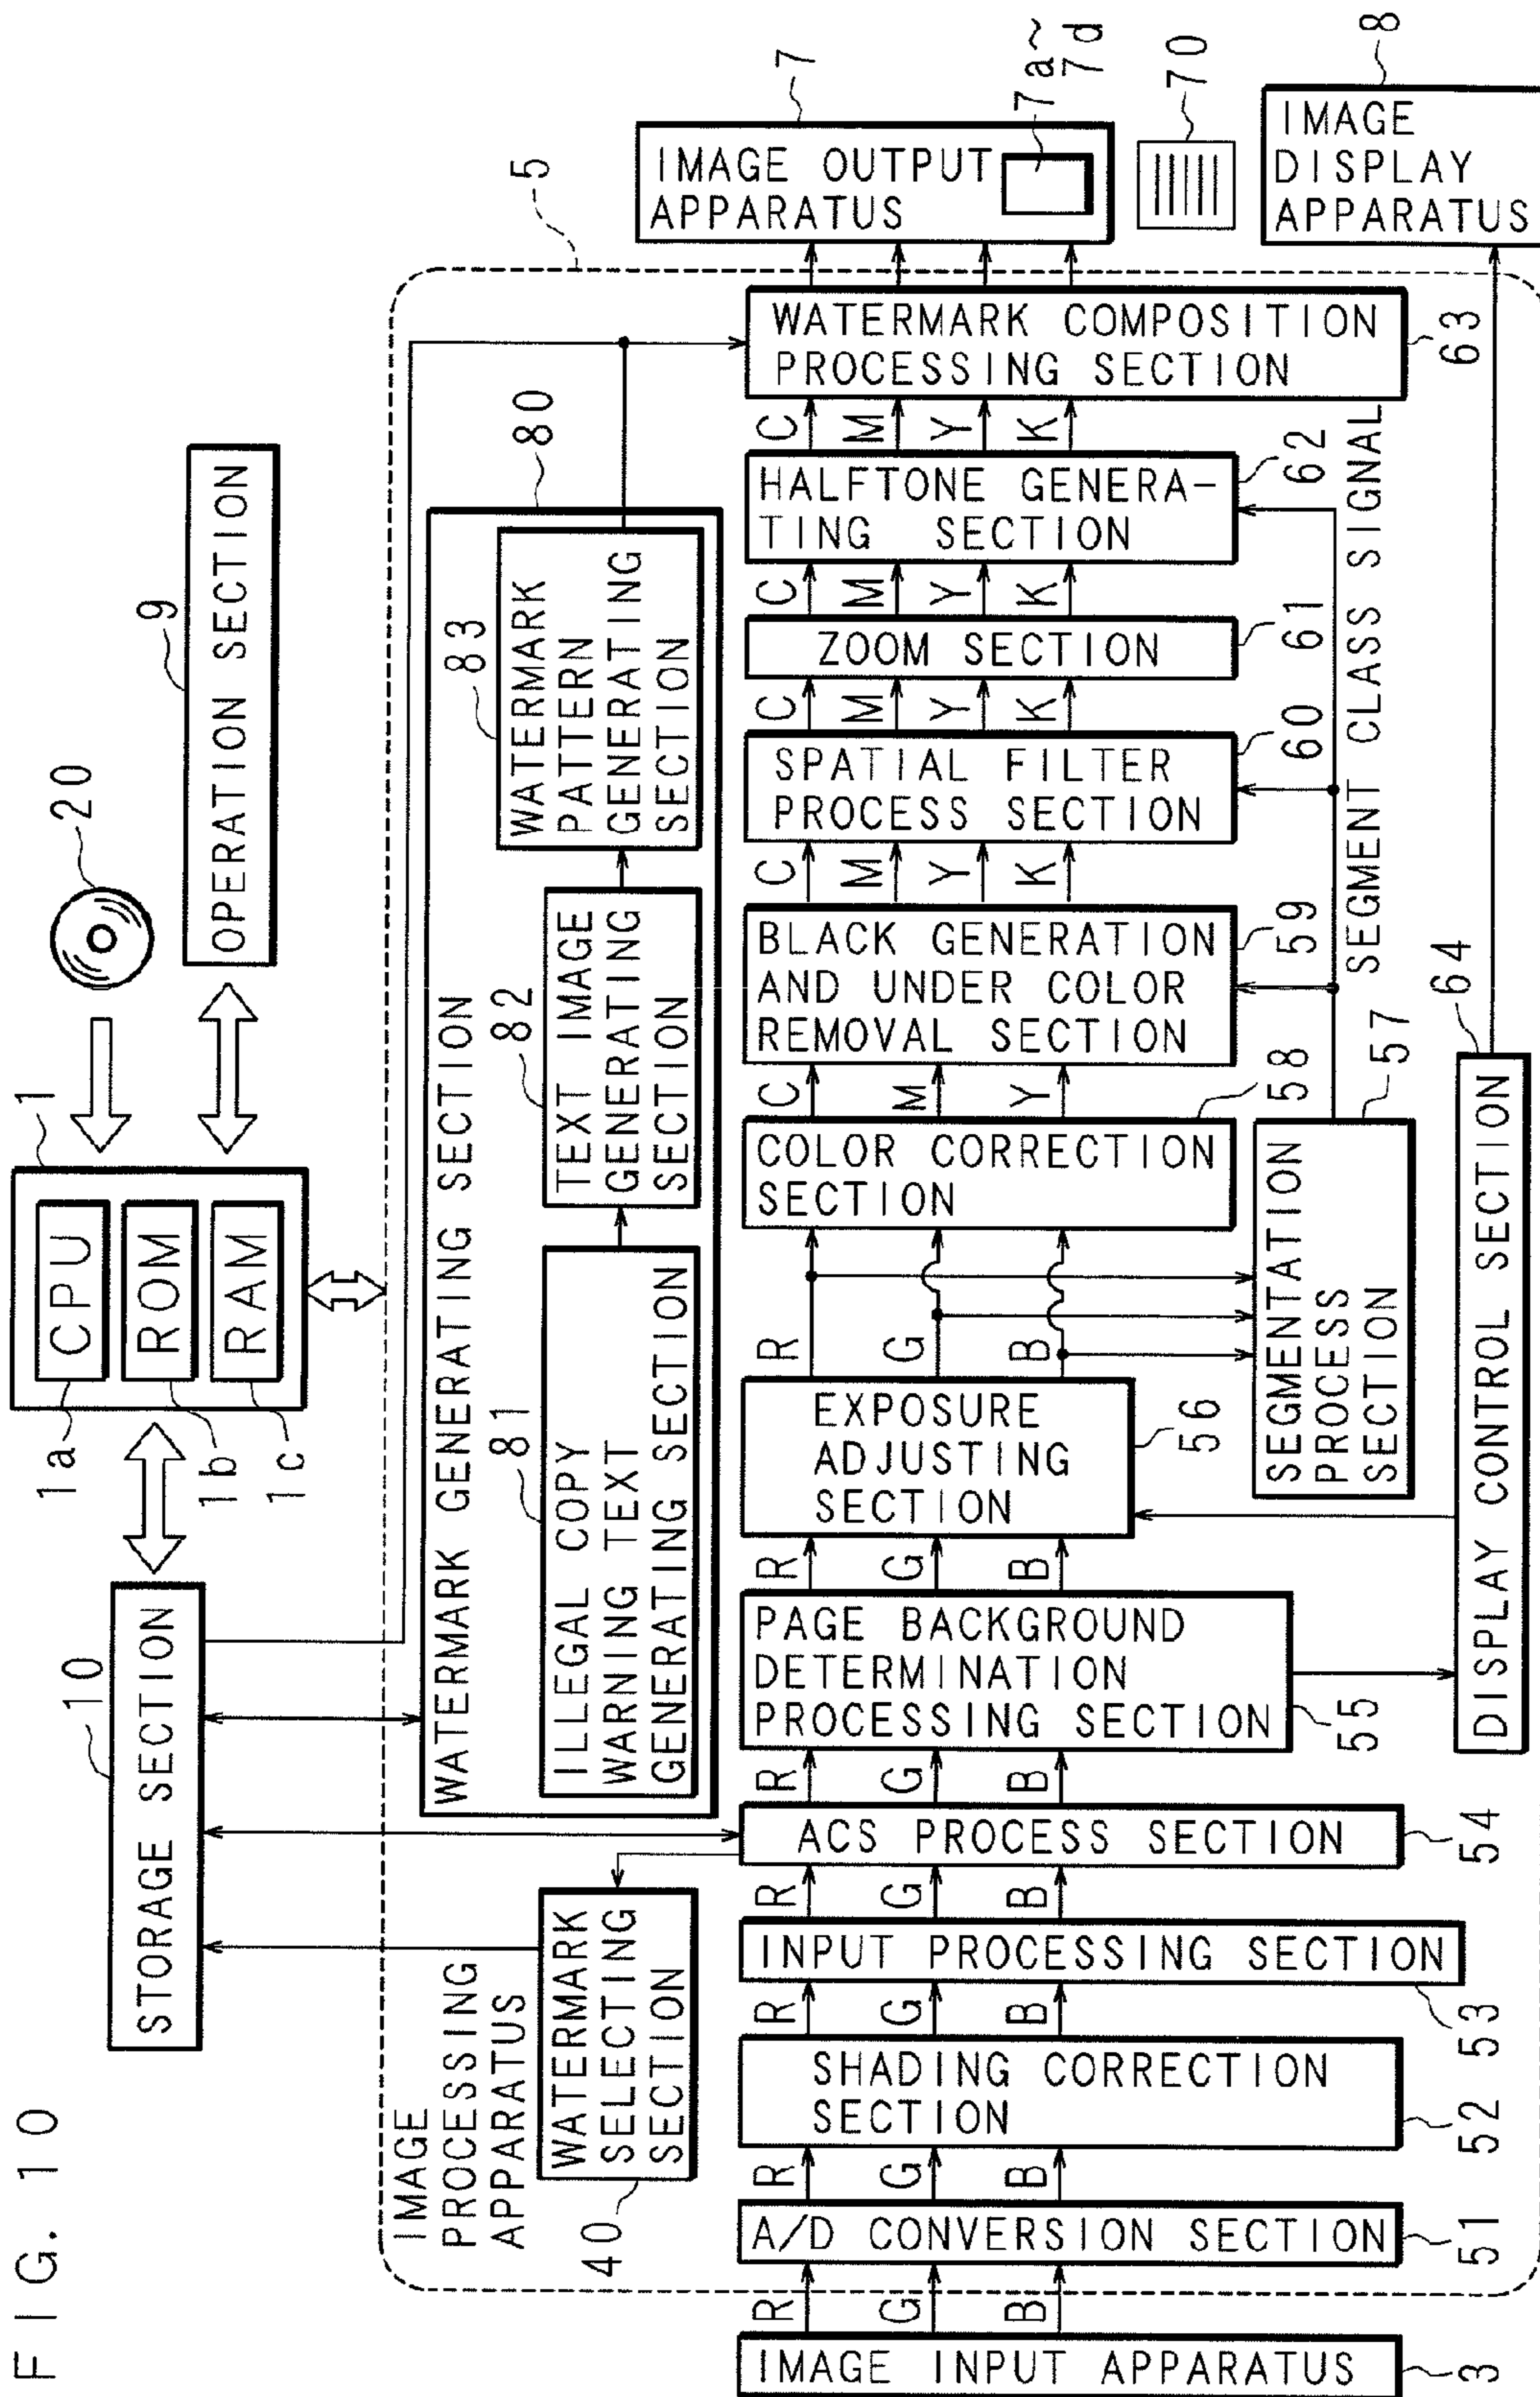 FIG. 10
20
9
OPERATION SECTION
1
CPU
ROM
RAM
1a
1b
1c
10
STORAGE SECTION
5
IMAGE
PROCESSING
APPARATUS
40
WATERMARK
SELECTING
SECTION
WATERMARK GENERATING SECTION
80
81
ILLEGAL COPY
WARNING TEXT
GENERATING SECTION
82
TEXT IMAGE
GENERATING
SECTION
83
WATERMARK
PATTERN
GENERATING
SECTION
IMAGE INPUT APPARATUS
3
R
G
B
A/D CONVERSION SECTION
51
R
G
B
SHADING CORRECTION
SECTION
52
R
G
B
INPUT PROCESSING SECTION
53
R
G
B
ACS PROCESS SECTION
54
R
G
B
PAGE BACKGROUND
DETERMINATION
PROCESSING SECTION
55
R
G
B
EXPOSURE
ADJUSTING
SECTION
56
R
G
B
SEGMENTATION
PROCESS
SECTION
57
COLOR CORRECTION
SECTION
58
C
M
Y
BLACK GENERATION
AND UNDER COLOR
REMOVAL SECTION
59
C
M
Y
K
SPATIAL FILTER
PROCESS SECTION
60
C
M
Y
K
ZOOM SECTION
61
C
M
Y
K
HALFTONE GENERA-
TING SECTION
62
C
M
Y
K
WATERMARK COMPOSITION
PROCESSING SECTION
63
SEGMENT CLASS SIGNAL
DISPLAY CONTROL SECTION
64
IMAGE OUTPUT
APPARATUS
7
7a~
7d
70
IMAGE
DISPLAY
APPARATUS
8